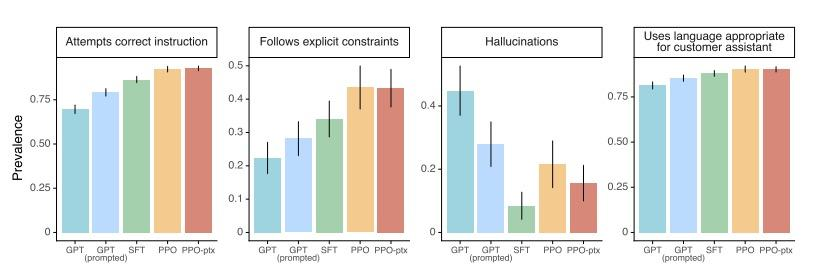 Attempts correct instruction
Follows explicit constraints
Hallucinations
Uses language appropriate
for customer assistant
Prevalence
0.75
0.50
0.25
0
GPT
GPT
(prompted)
SFT
PPO
PPO-ptx
0.5
0.4
0.3
0.2
0.1
0
GPT
GPT
(prompted)
SFT
PPO
PPO-ptx
0.4
0.2
0
GPT
GPT
(prompted)
SFT
PPO
PPO-ptx
0.75
0.50
0.25
0
GPT
GPT
(prompted)
SFT
PPO
PPO-ptx